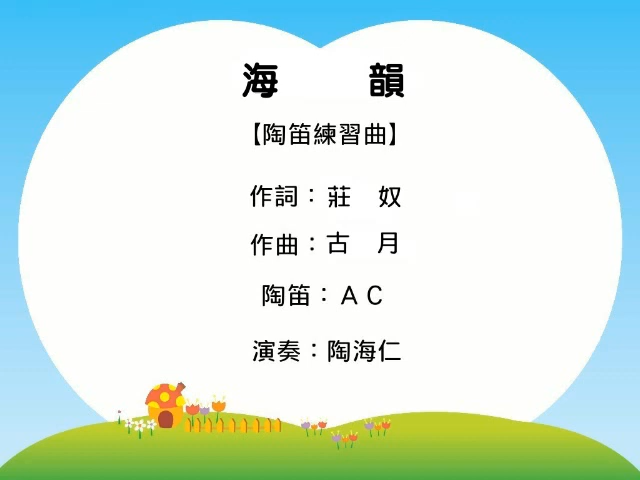 海　韻
【陶笛練習曲】
作詞：莊　奴
作曲：古　月
陶笛：ＡＣ
演奏：陶海仁